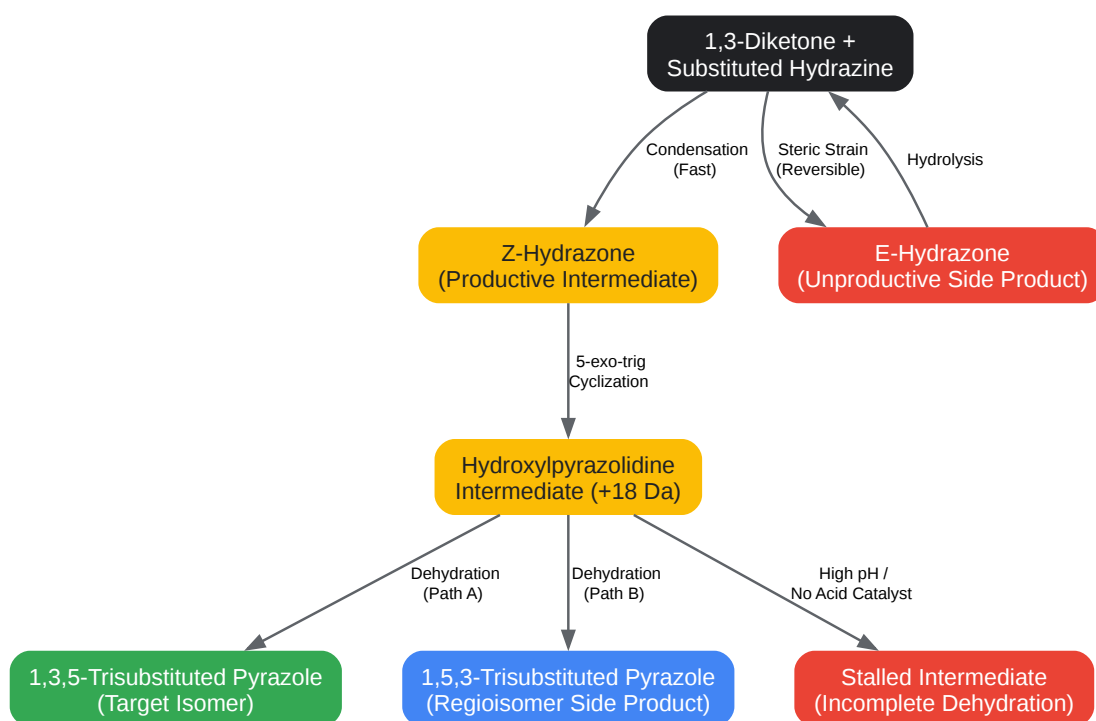 1,3-Diketone +
Substituted Hydrazine
Condensation
(Fast)
Steric Strain
(Reversible)
Hydrolysis
Z-Hydrazone
(Productive Intermediate)
E-Hydrazone
(Unproductive Side Product)
5-exo-trig
Cyclization
Hydroxylpyrazolidine
Intermediate (+18 Da)
Dehydration
(Path A)
Dehydration
(Path B)
High pH /
No Acid Catalyst
1,3,5-Trisubstituted Pyrazole
(Target Isomer)
1,5,3-Trisubstituted Pyrazole
(Regioisomer Side Product)
Stalled Intermediate
(Incomplete Dehydration)